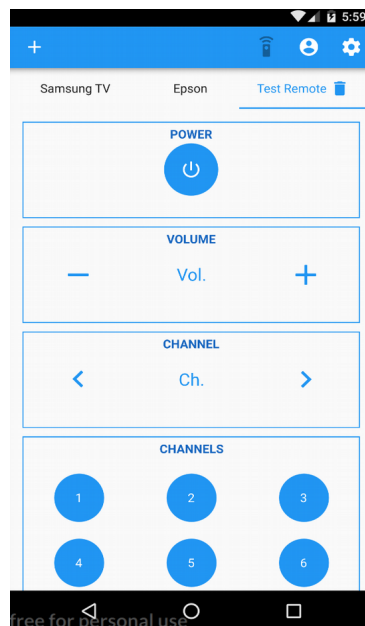 5:59
Samsung TV Epson Test Remote
POWER
VOLUME
Vol.
CHANNEL
Ch.
CHANNELS
1 2 3
4 5 6
free for personal use